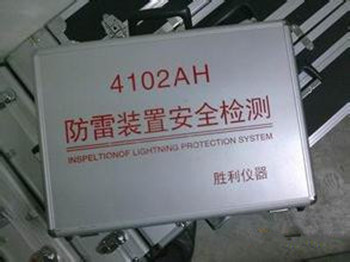 4102AH
防雷装置安全检测
INSPELTIONOF LIGHTNING PROTECTION SYSTEM
胜利仪器